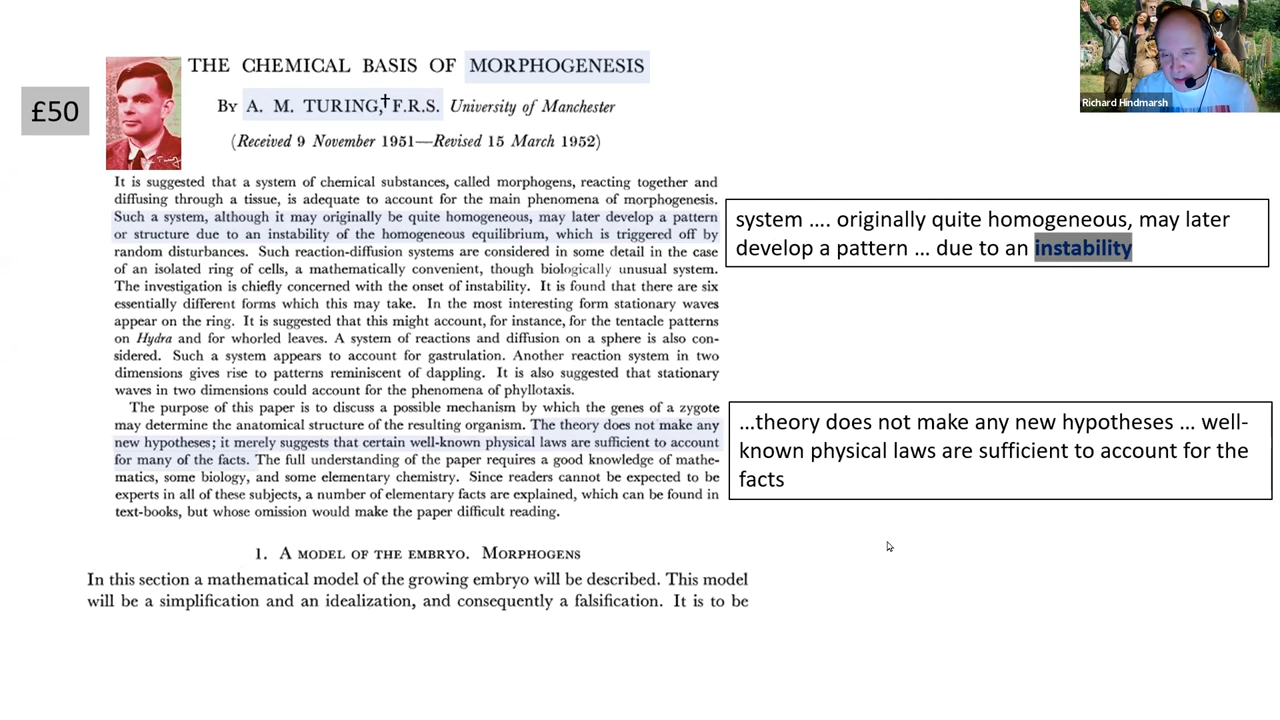 Richard Hindmarsh
£50
THE CHEMICAL BASIS OF MORPHOGENESIS
By A. M. TURING,† F.R.S. University of Manchester
(Received 9 November 1951—Revised 15 March 1952)
It is suggested that a system of chemical substances, called morphogens, reacting together and
diffusing through a tissue, is adequate to account for the main phenomena of morphogenesis.
Such a system, although it may originally be quite homogeneous, may later develop a pattern
or structure due to an instability of the homogeneous equilibrium, which is triggered off by
random disturbances. Such reaction-diffusion systems are considered in some detail in the case
of an isolated ring of cells, a mathematically convenient, though biologically unusual system.
The investigation is chiefly concerned with the onset of instability. It is found that there are six
essentially different forms which this may take. In the most interesting form stationary waves
appear on the ring. It is suggested that this might account, for instance, for the tentacle patterns
on Hydra and for whorled leaves. A system of reactions and diffusion on a sphere is also con-
sidered. Such a system appears to account for gastrulation. Another reaction system in two
dimensions gives rise to patterns reminiscent of dappling. It is also suggested that stationary
waves in two dimensions could account for the phenomena of phyllotaxis.
The purpose of this paper is to discuss a possible mechanism by which the genes of a zygote
may determine the anatomical structure of the resulting organism. The theory does not make any
new hypotheses; it merely suggests that certain well-known physical laws are sufficient to account
for many of the facts. The full understanding of the paper requires a good knowledge of mathe-
matics, some biology, and some elementary chemistry. Since readers cannot be expected to be
experts in all of these subjects, a number of elementary facts are explained, which can be found in
text-books, but whose omission would make the paper difficult reading.
1. A MODEL OF THE EMBRYO. MORPHOGENS
In this section a mathematical model of the growing embryo will be described. This model
will be a simplification and an idealization, and consequently a falsification. It is to be
system .... originally quite homogeneous, may later
develop a pattern ... due to an instability
...theory does not make any new hypotheses ... well-
known physical laws are sufficient to account for the
facts